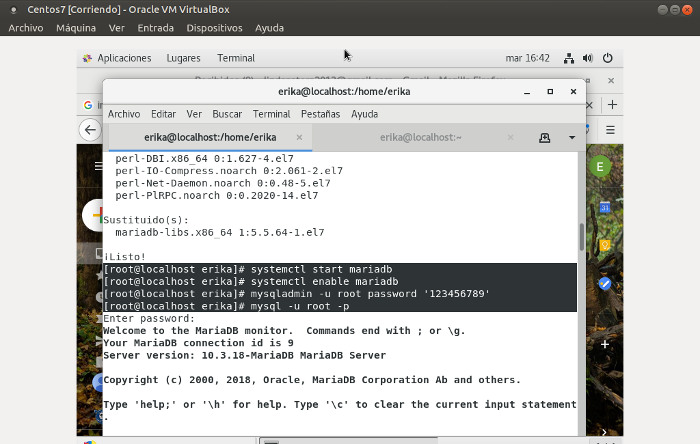 Centos7 [Corriendo] - Oracle VM VirtualBox
Archivo Máquina Ver Entrada Dispositivos Ayuda
Aplicaciones Lugares Terminal mar 16:42
erika@localhost:/home/erika
Archivo Editar Ver Buscar Terminal Pestañas Ayuda
erika@localhost:/home/erika erika@localhost:~
perl-DBI.x86_64 0:1.627-4.el7
perl-IO-Compress.noarch 0:2.061-2.el7
perl-Net-Daemon.noarch 0:0.48-5.el7
perl-PlRPC.noarch 0:0.2020-14.el7
Sustituido(s):
mariadb-libs.x86_64 1:5.5.64-1.el7
¡Listo!
[root@localhost erika]# systemctl start mariadb
[root@localhost erika]# systemctl enable mariadb
[root@localhost erika]# mysqladmin -u root password '123456789'
[root@localhost erika]# mysql -u root -p
Enter password:
Welcome to the MariaDB monitor.  Commands end with ; or \g.
Your MariaDB connection id is 9
Server version: 10.3.18-MariaDB MariaDB Server
Copyright (c) 2000, 2018, Oracle, MariaDB Corporation Ab and others.
Type 'help;' or '\h' for help. Type '\c' to clear the current input statement
.
E
31